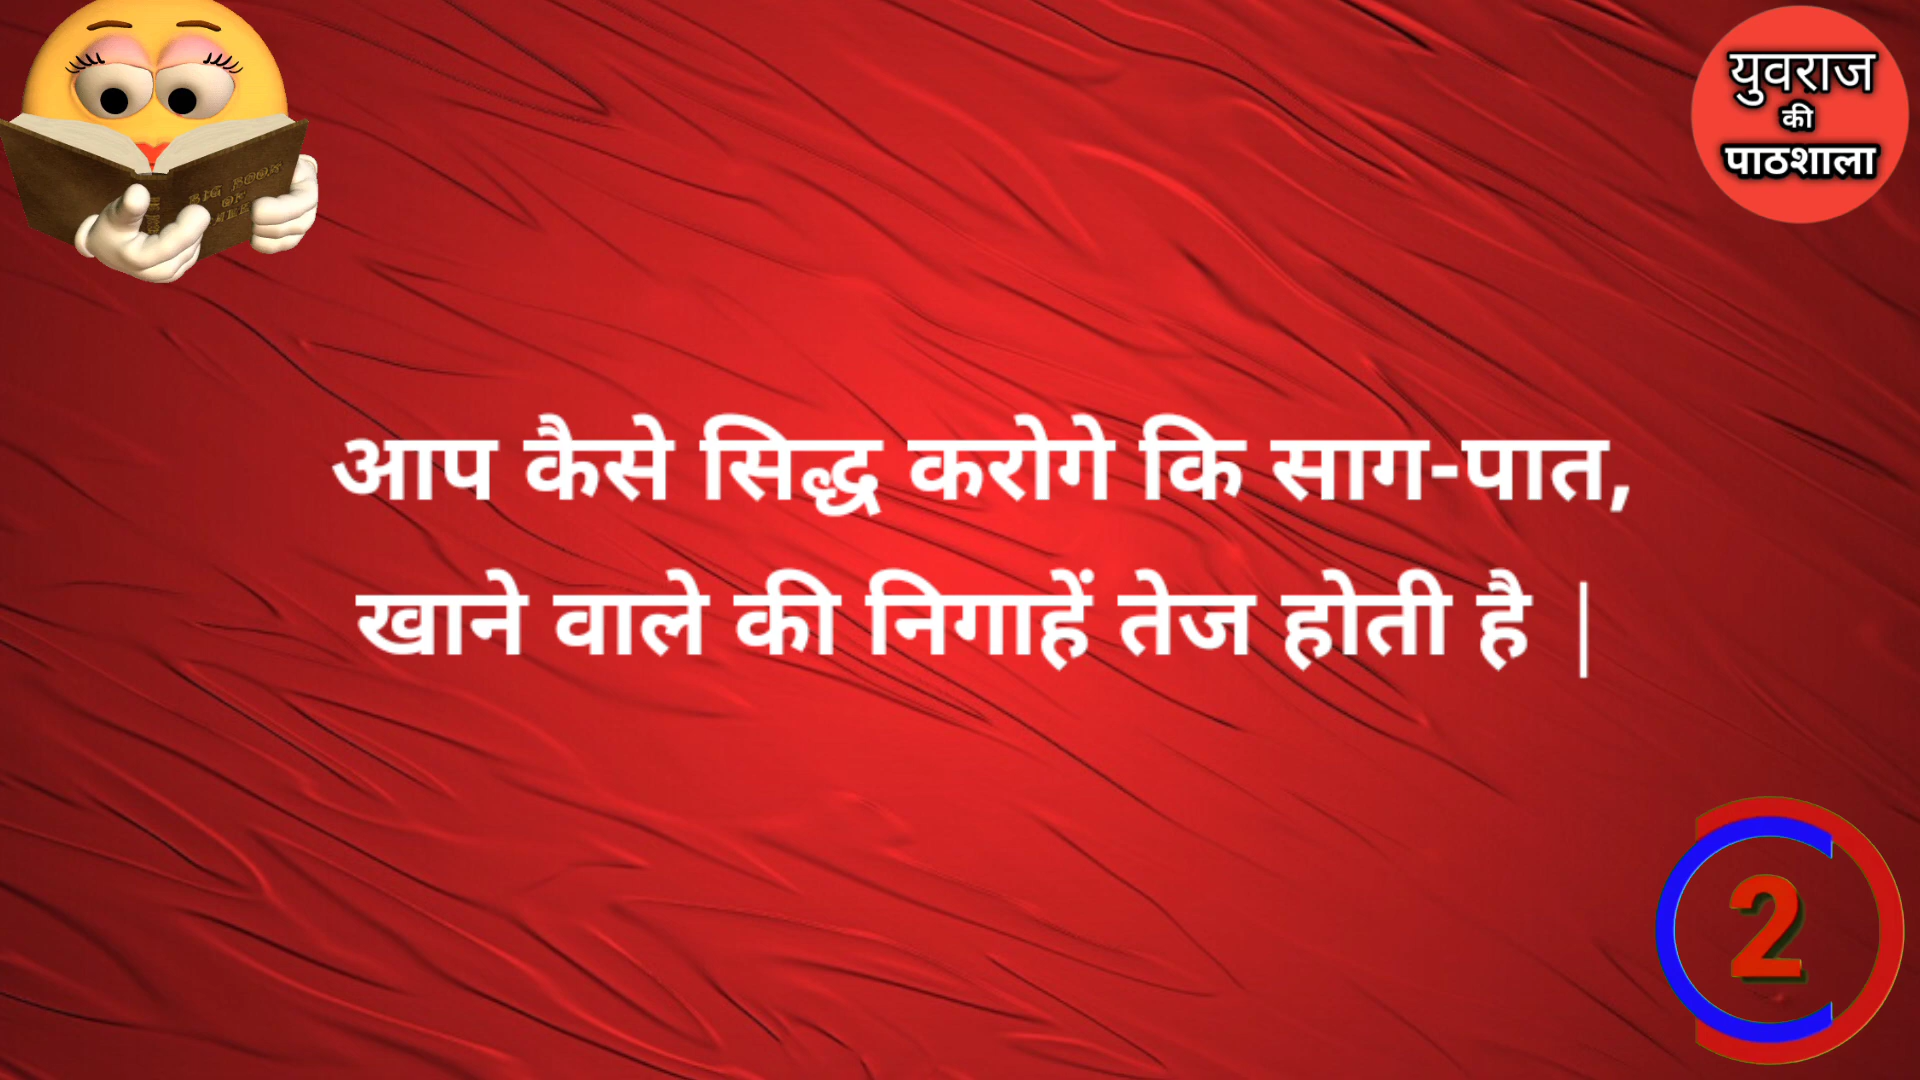 युवराज
की
पाठशाला
आप कैसे सिद्ध करोगे कि साग-पात,
खाने वाले की निगाहें तेज होती है |
2